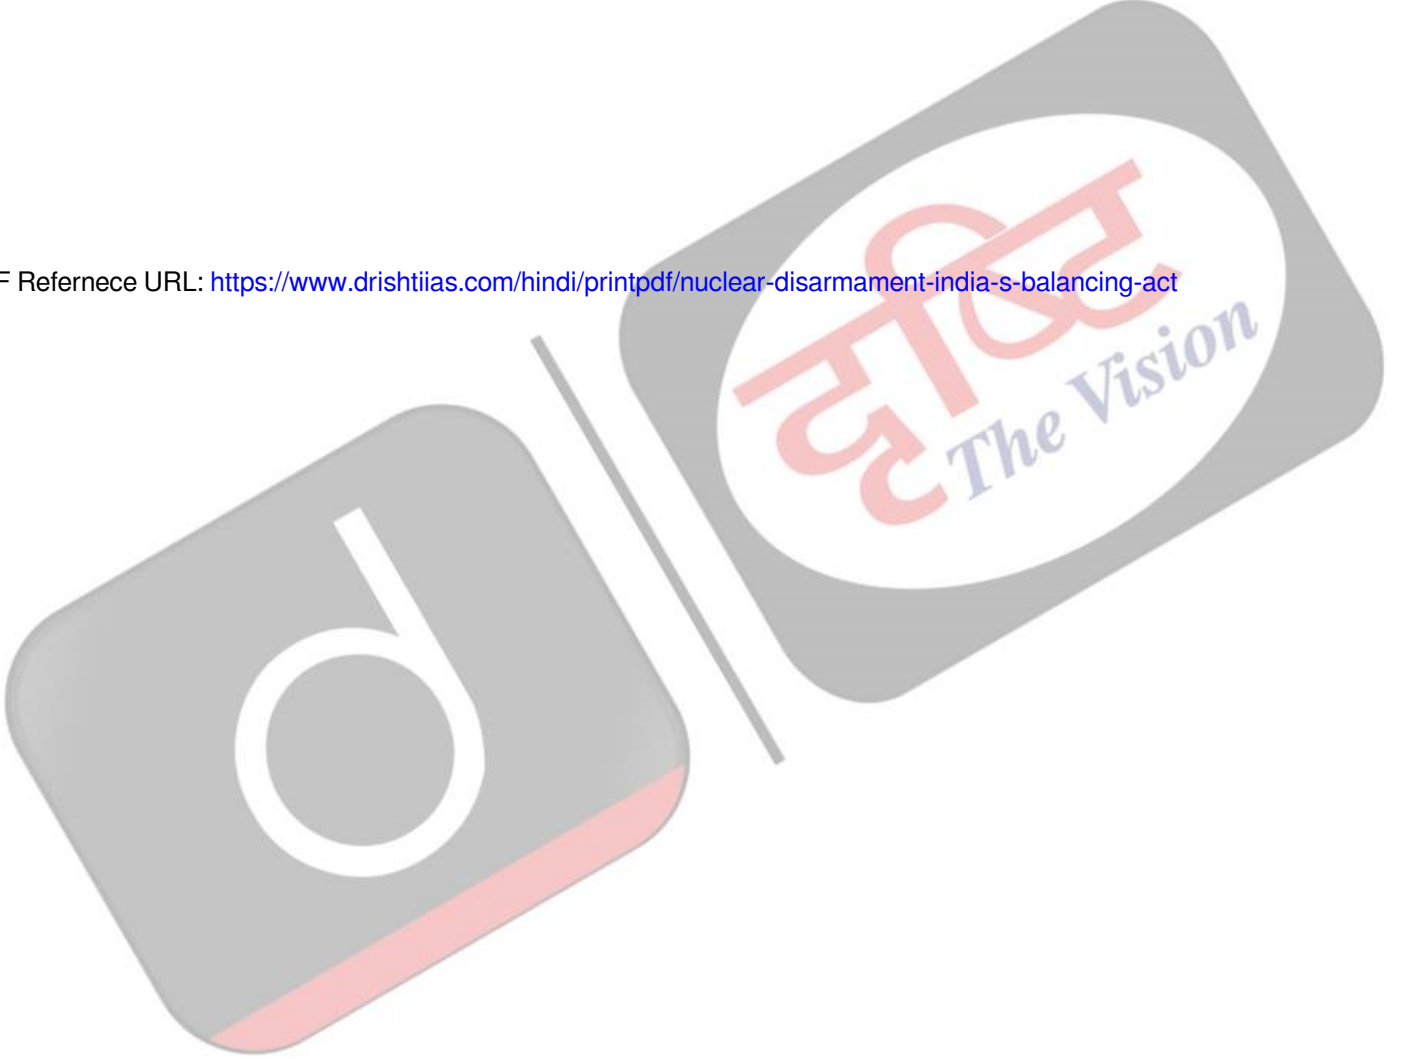 F Refernece URL: https://www.drishtiias.com/hindi/printpdf/nuclear-disarmament-india-s-balancing-act
दृष्टि
The Vision
d